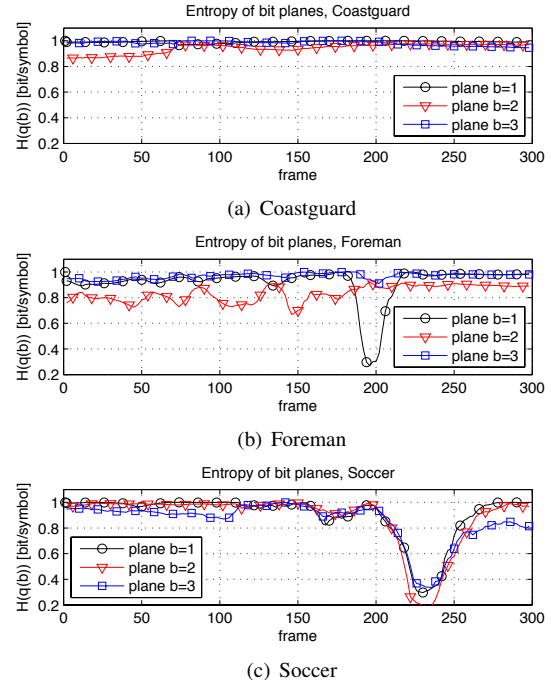 Entropy of bit planes, Coastguard
H(q(b)) [bit/symbol]
1
0.8
0.6
0.4
0.2
plane b=1
plane b=2
plane b=3
0 50 100 150 200 250 300
frame
(a) Coastguard
Entropy of bit planes, Foreman
H(q(b)) [bit/symbol]
1
0.8
0.6
0.4
0.2
plane b=1
plane b=2
plane b=3
0 50 100 150 200 250 300
frame
(b) Foreman
Entropy of bit planes, Soccer
H(q(b)) [bit/symbol]
1
0.8
0.6
0.4
0.2
plane b=1
plane b=2
plane b=3
0 50 100 150 200 250 300
frame
(c) Soccer